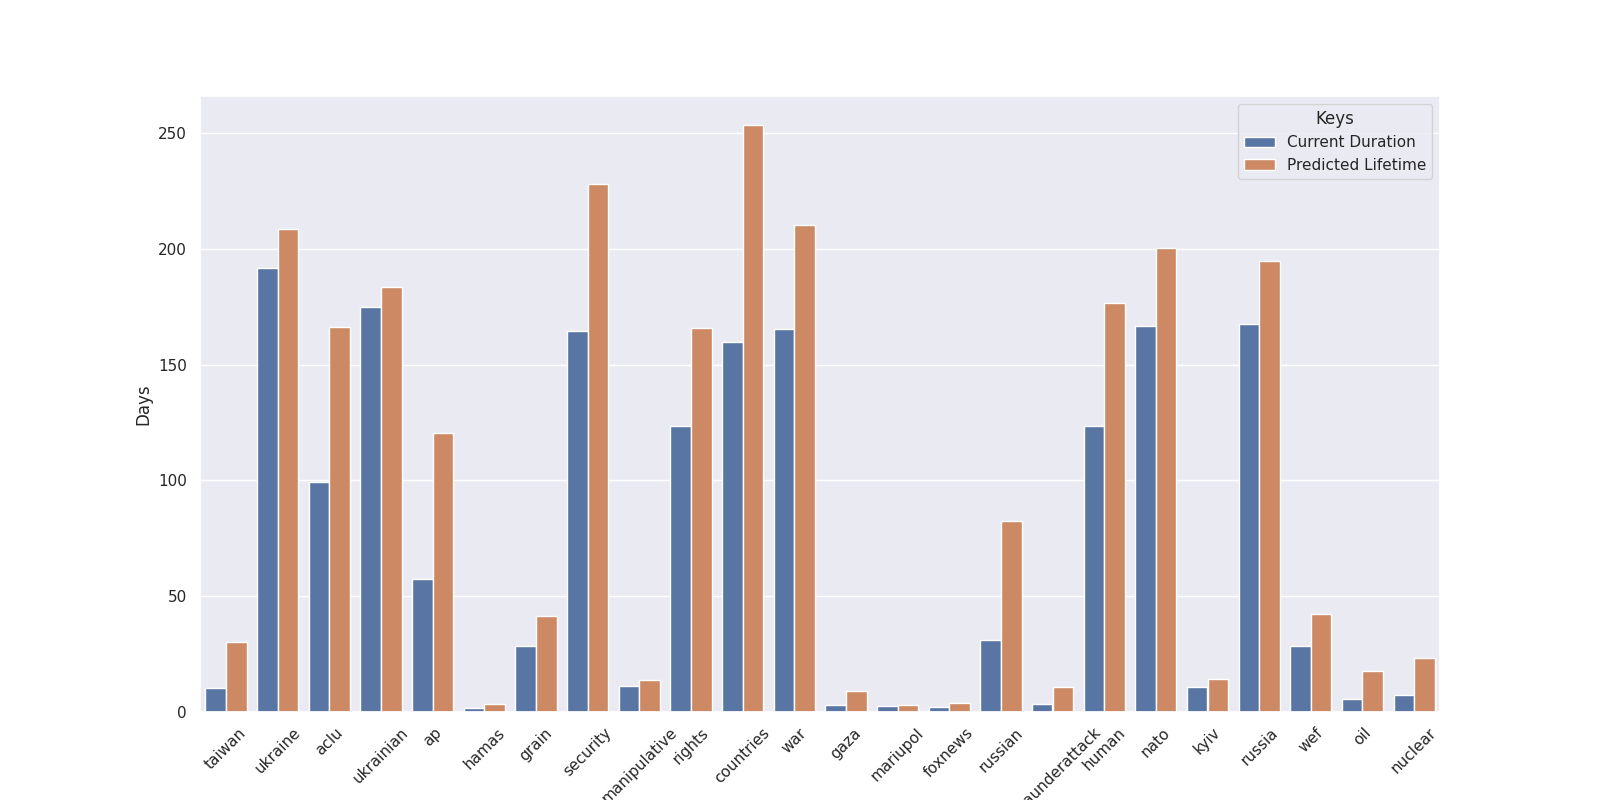 Keys
Current Duration
Predicted Lifetime
Days
250
200
150
100
50
0
taiwan
ukraine
aclu
ukrainian
ap
hamas
grain
security
manipulative
rights
countries
war
gaza
mariupol
foxnews
russian
aunderattack
human
nato
kyiv
russia
wef
oil
nuclear